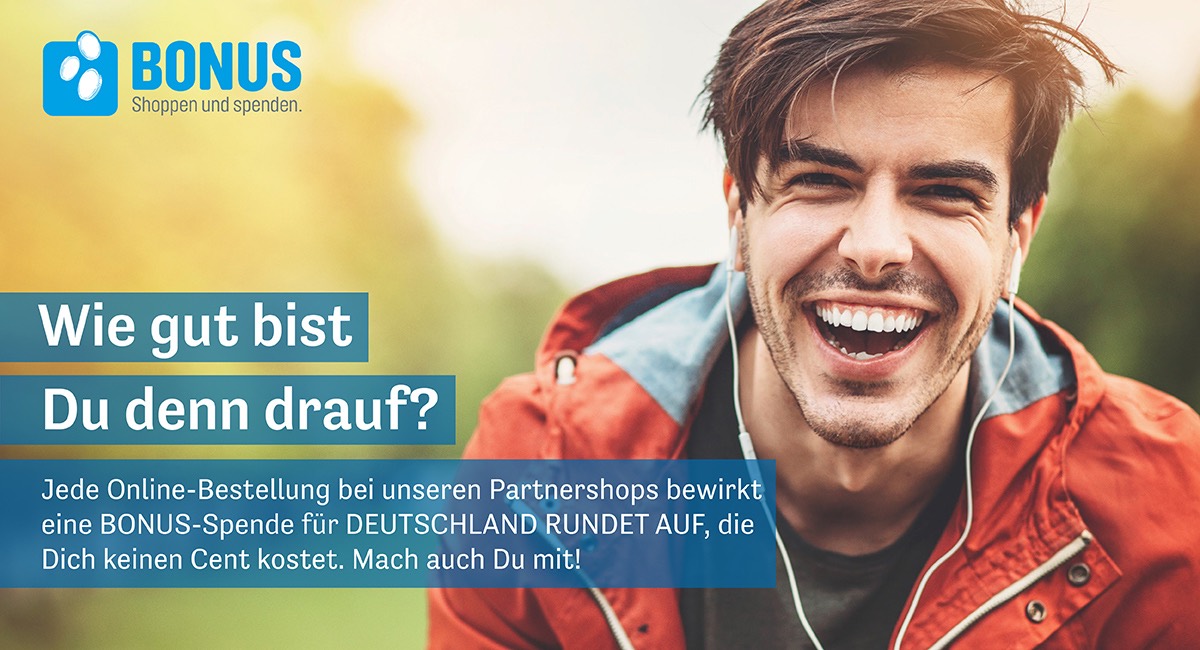 BONUS
Shoppen und spenden.
Wie gut bist
Du denn drauf?
Jede Online-Bestellung bei unseren Partnershops bewirkt
eine BONUS-Spende für DEUTSCHLAND RUNDET AUF, die
Dich keinen Cent kostet. Mach auch Du mit!